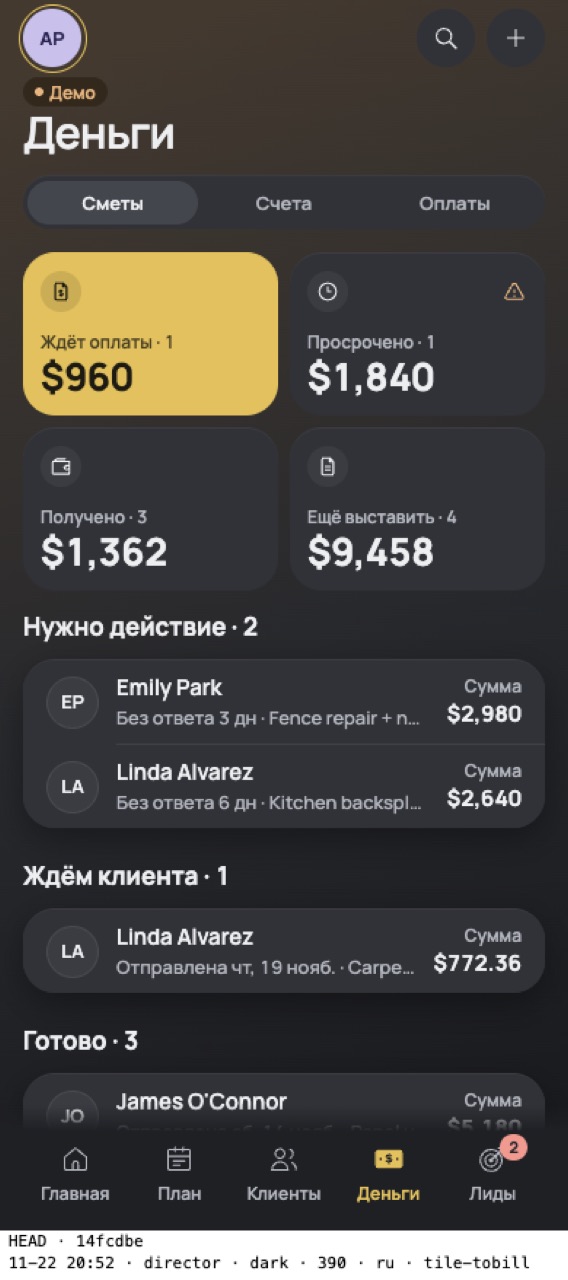 AP
Демо
Деньги
Сметы Счета Оплаты
Ждёт оплаты · 1
$960
Просрочено · 1
$1,840
Получено · 3
$1,362
Ещё выставить · 4
$9,458
Нужно действие · 2
EP
Emily Park
Без ответа 3 дн · Fence repair + n...
Сумма
$2,980
LA
Linda Alvarez
Без ответа 6 дн · Kitchen backspl...
Сумма
$2,640
Ждём клиента · 1
LA
Linda Alvarez
Отправлена чт, 19 нояб. · Carpe...
Сумма
$772.36
Готово · 3
JO
James O'Connor
Сумма
$5,180
Главная План Клиенты Деньги Лиды
2
HEAD · 14fcdbe
11-22 20:52 · director · dark · 390 · ru · tile-tobill